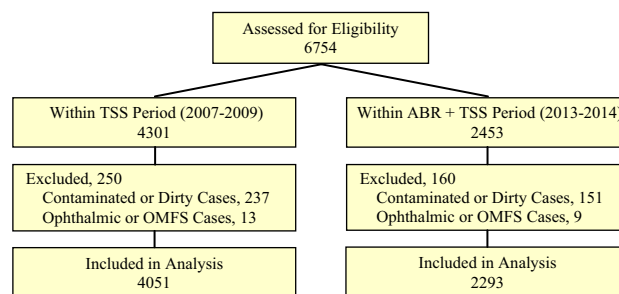 Assessed for Eligibility
6754
Within TSS Period (2007-2009)
4301
Within ABR + TSS Period (2013-2014)
2453
Excluded, 250
Contaminated or Dirty Cases, 237
Ophthalmic or OMFS Cases, 13
Excluded, 160
Contaminated or Dirty Cases, 151
Ophthalmic or OMFS Cases, 9
Included in Analysis
4051
Included in Analysis
2293